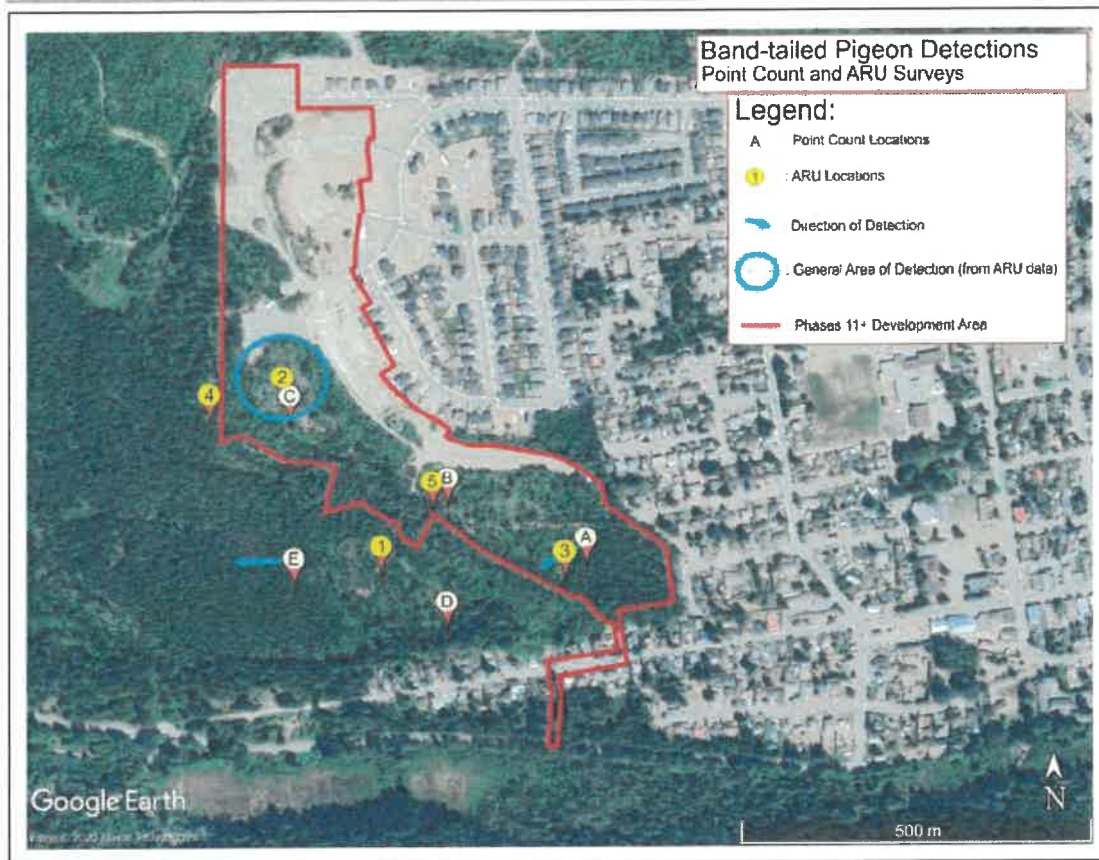 Band-tailed Pigeon Detections
Point Count and ARU Surveys
Legend:
A Point Count Locations
1 : ARU Locations
Direction of Detection
: General Area of Detection (from ARU data)
Phases 11+ Development Area
2
C
4
5
B
A
3
1
E
D
Google Earth
N
500 m